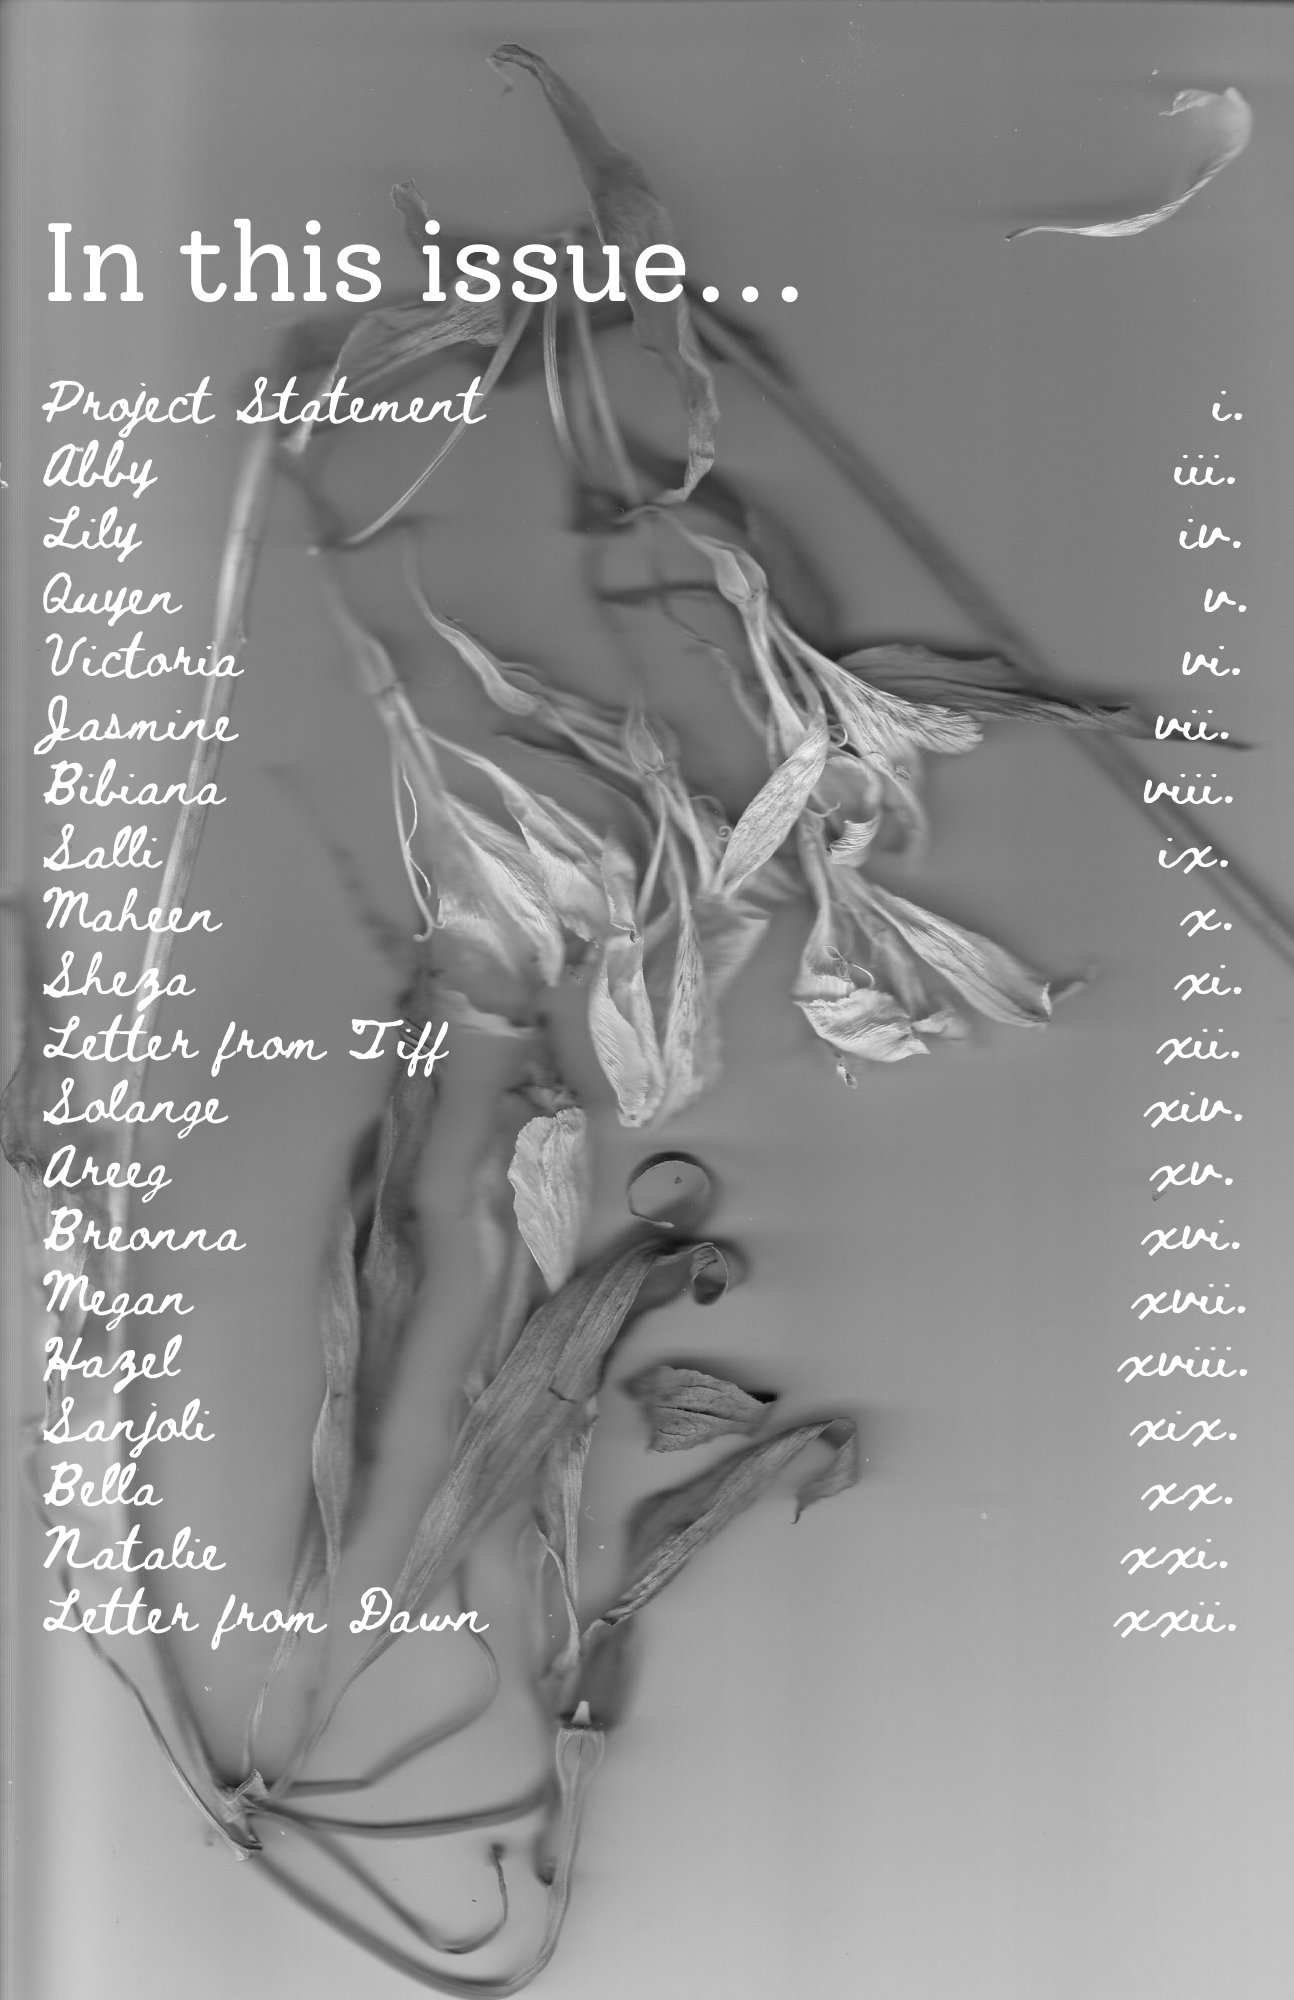 In this issue...
Project Statement i.
Abby iii.
Lily iv.
Quyen v.
Victoria vi.
Jasmine vii.
Bibiana viii.
Salli ix.
Maheen x.
Sheza xi.
Letter from Tiff xii.
Solange xiv.
Areeg xv.
Breonna xvi.
Megan xvii.
Hazel xviii.
Sanjoli xix.
Bella xx.
Natalie xxi.
Letter from Dawn xxii.